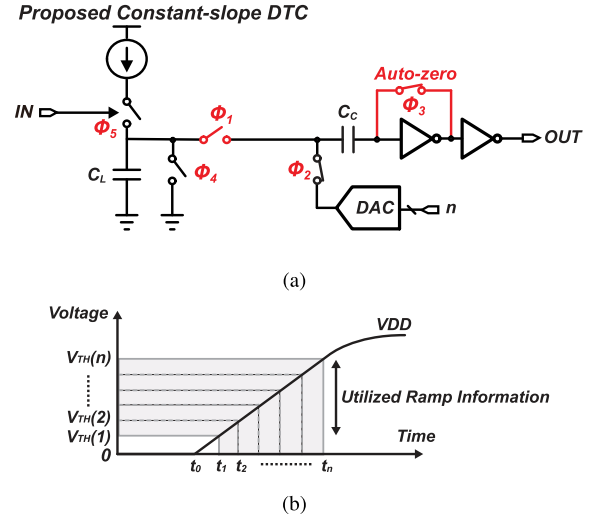 Proposed Constant-slope DTC
IN
Φ5
CL
Φ4
Φ1
Φ2
CC
Auto-zero
Φ3
OUT
DAC
n
(a)
Voltage
VTH(n)
VTH(2)
VTH(1)
0
VDD
Utilized Ramp Information
Time
t0 t1 t2 tn
(b)